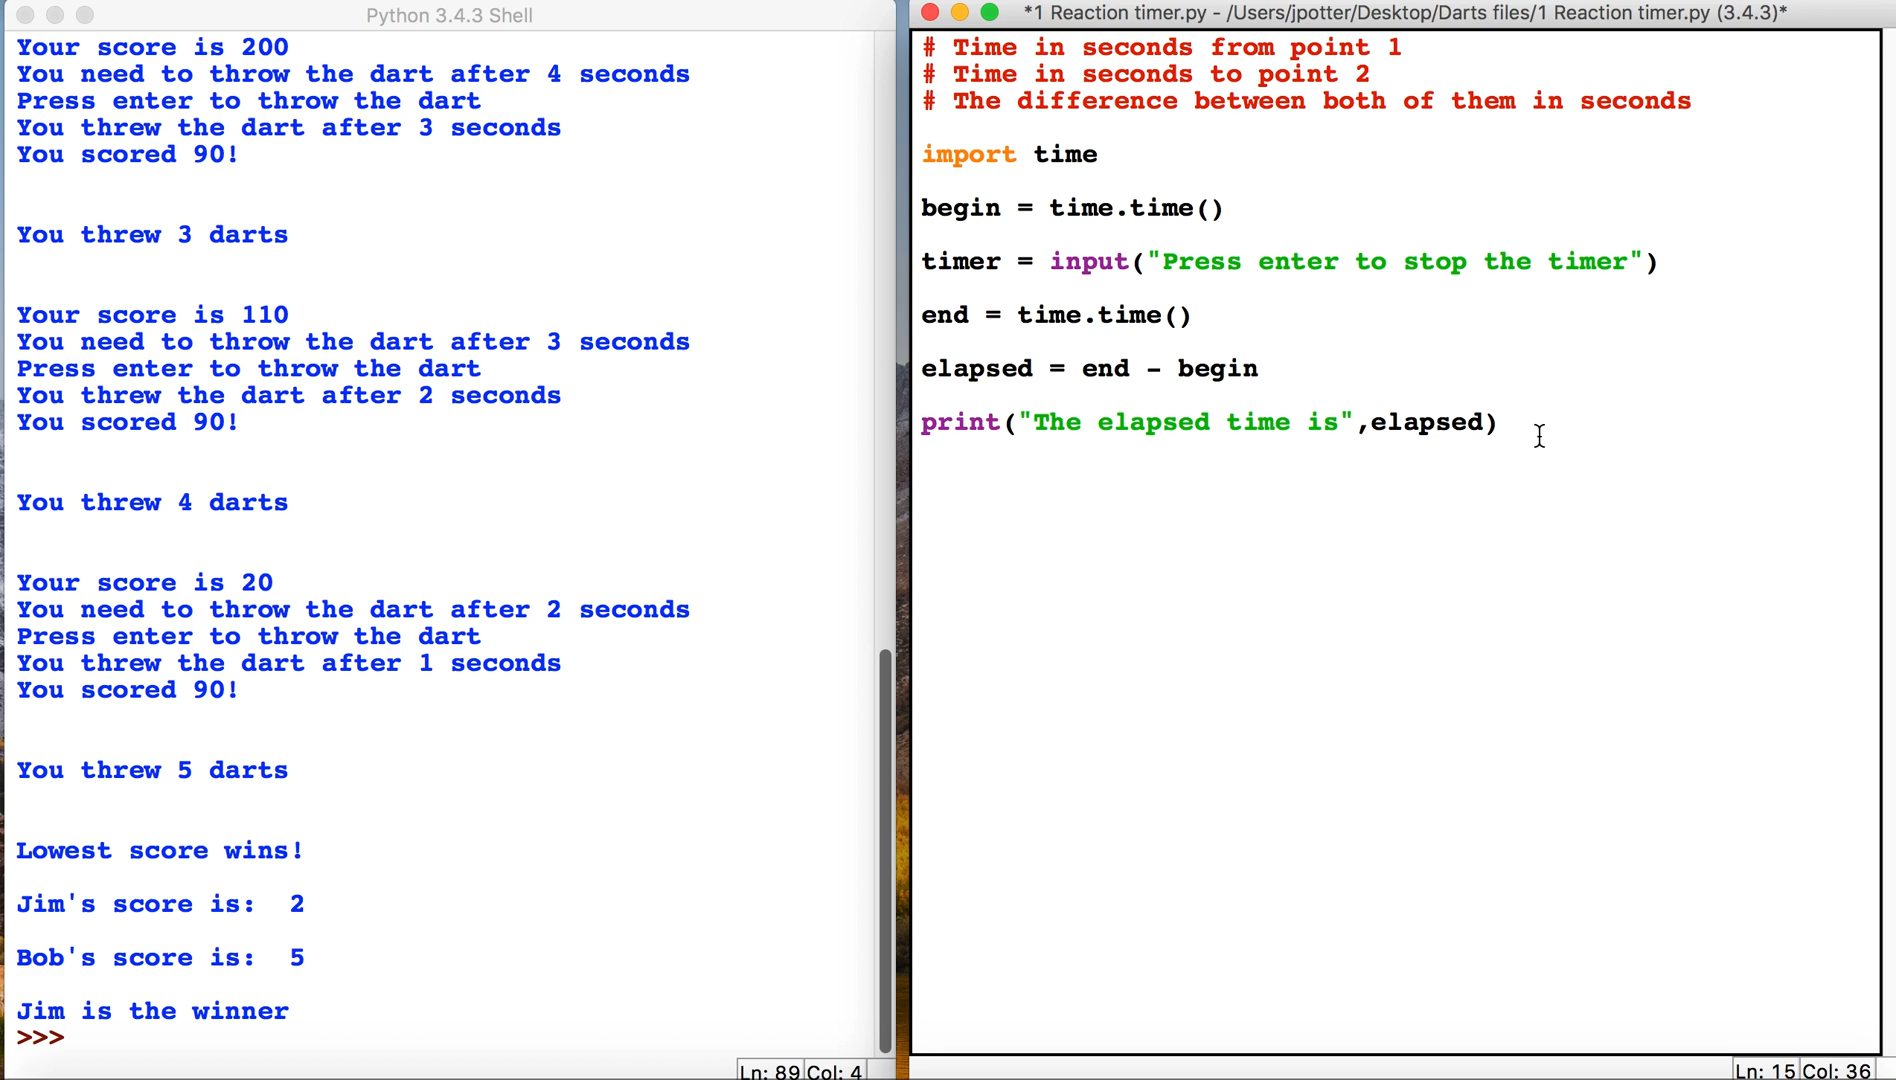 Python 3.4.3 Shell
Your score is 200
You need to throw the dart after 4 seconds
Press enter to throw the dart
You threw the dart after 3 seconds
You scored 90!
You threw 3 darts
Your score is 110
You need to throw the dart after 3 seconds
Press enter to throw the dart
You threw the dart after 2 seconds
You scored 90!
You threw 4 darts
Your score is 20
You need to throw the dart after 2 seconds
Press enter to throw the dart
You threw the dart after 1 seconds
You scored 90!
You threw 5 darts
Lowest score wins!
Jim's score is:  2
Bob's score is:  5
Jim is the winner
>>>
Ln: 89 Col: 4
*1 Reaction timer.py - /Users/jpotter/Desktop/Darts files/1 Reaction timer.py (3.4.3)*
# Time in seconds from point 1
# Time in seconds to point 2
# The difference between both of them in seconds
import time
begin = time.time()
timer = input("Press enter to stop the timer")
end = time.time()
elapsed = end - begin
print("The elapsed time is",elapsed)
Ln: 15 Col: 36